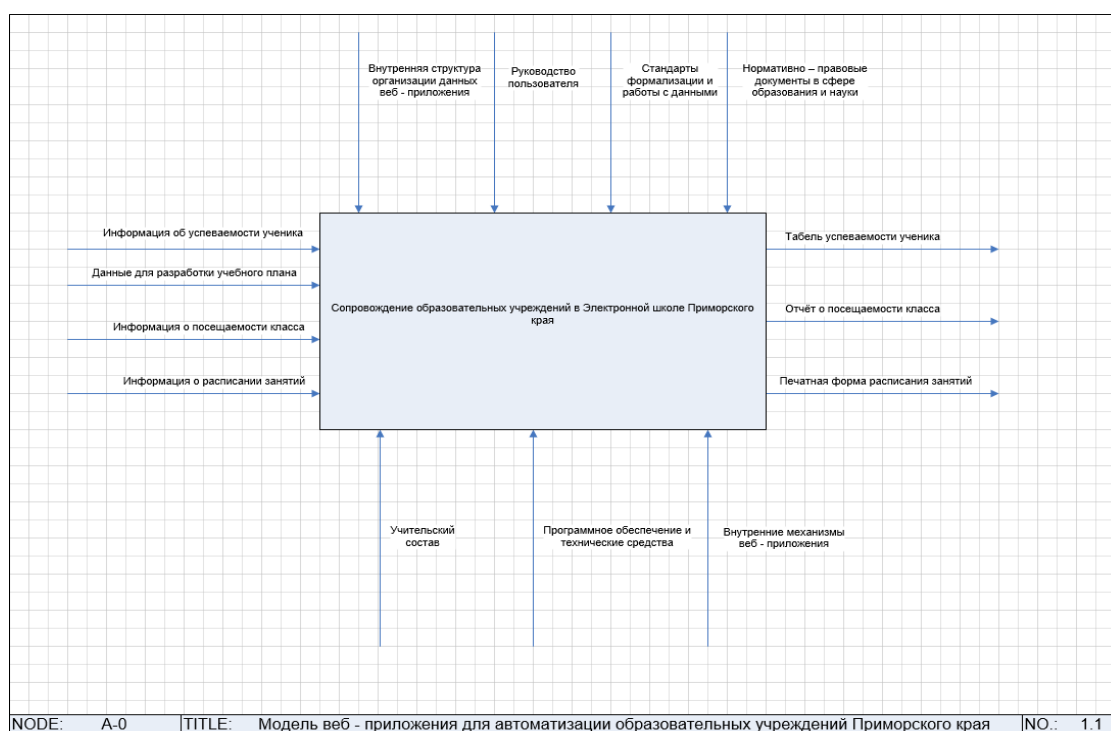 Внутренняя структура
организации данных
веб - приложения
Руководство
пользователя
Стандарты
формализации и
работы с данными
Нормативно – правовые
документы в сфере
образования и науки
Информация об успеваемости ученика
Данные для разработки учебного плана
Информация о посещаемости класса
Информация о расписании занятий
Сопровождение образовательных учреждений в Электронной школе Приморского
края
Табель успеваемости ученика
Отчёт о посещаемости класса
Печатная форма расписания занятий
Учительский
состав
Программное обеспечение и
технические средства
Внутренние механизмы
веб - приложения
NODE: A-0 TITLE: Модель веб - приложения для автоматизации образовательных учреждений Приморского края NO.: 1.1